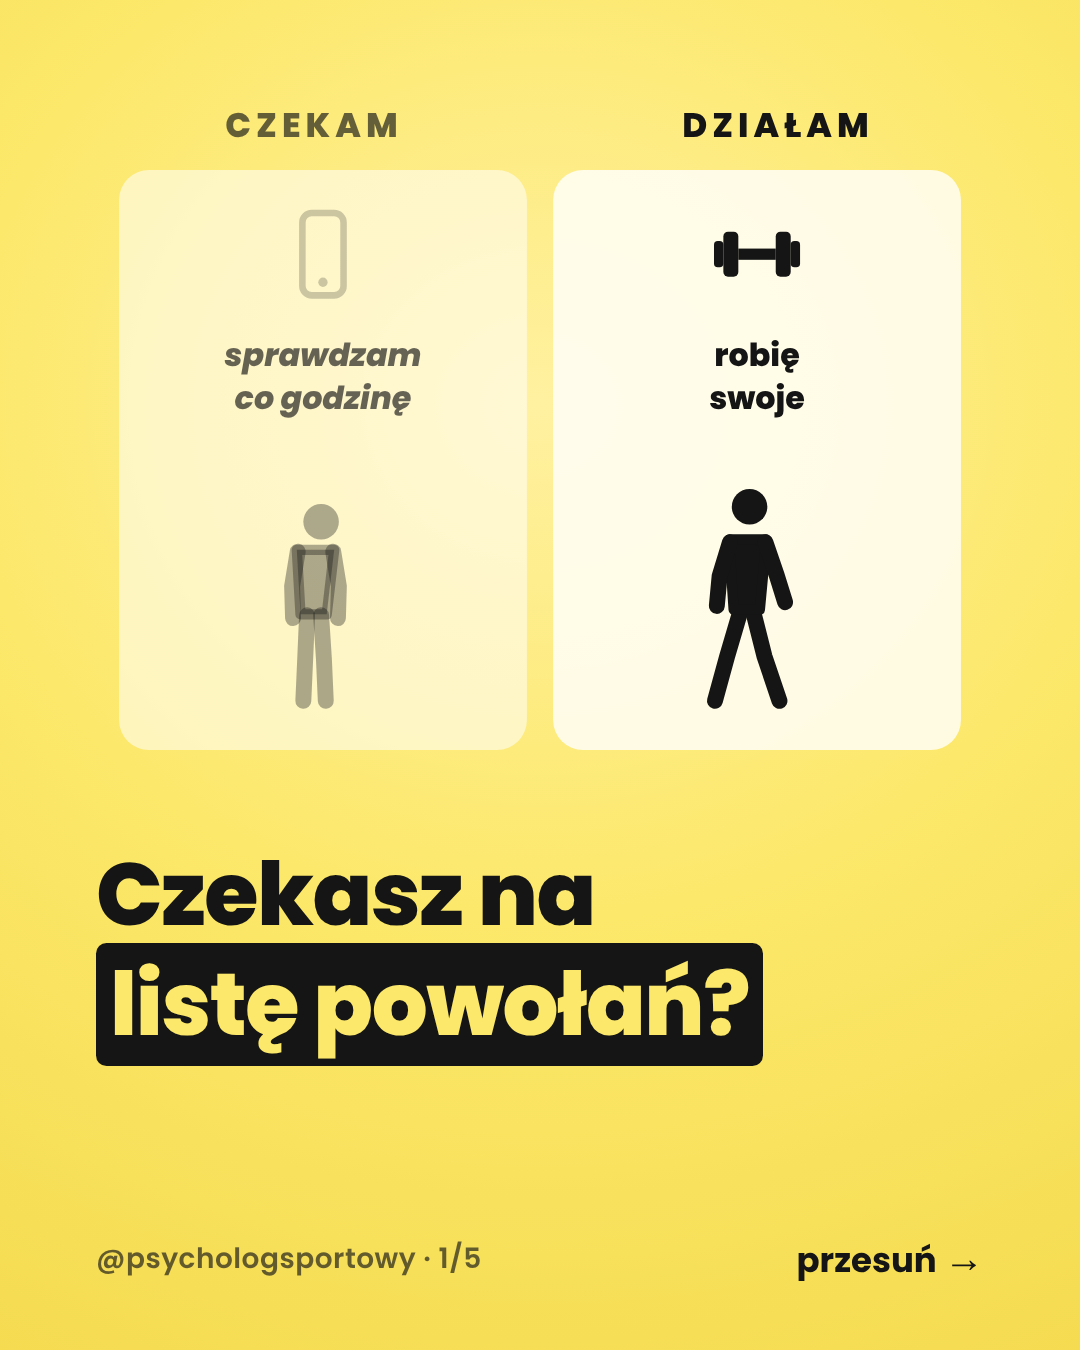 CZEKAM
DZIAŁAM
sprawdzam
co godzinę
robię
swoje
Czekasz na
listę powołań?
@psychologsportowy · 1/5
przesuń →